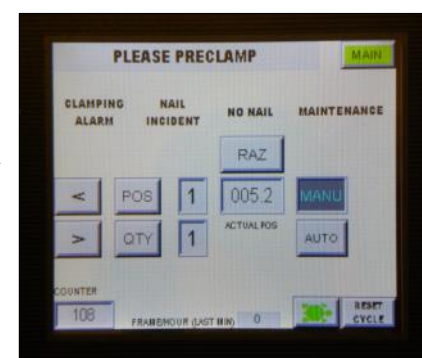 PLEASE PRECLAMP MAIN
CLAMPING ALARM NAIL INCIDENT NO NAIL MAINTENANCE
RAZ
< POS 1 005.2 MANU
ACTUAL POS
> QTY 1 AUTO
COUNTER
108 FRAME/HOUR (LAST MIN) 0 RESET CYCLE